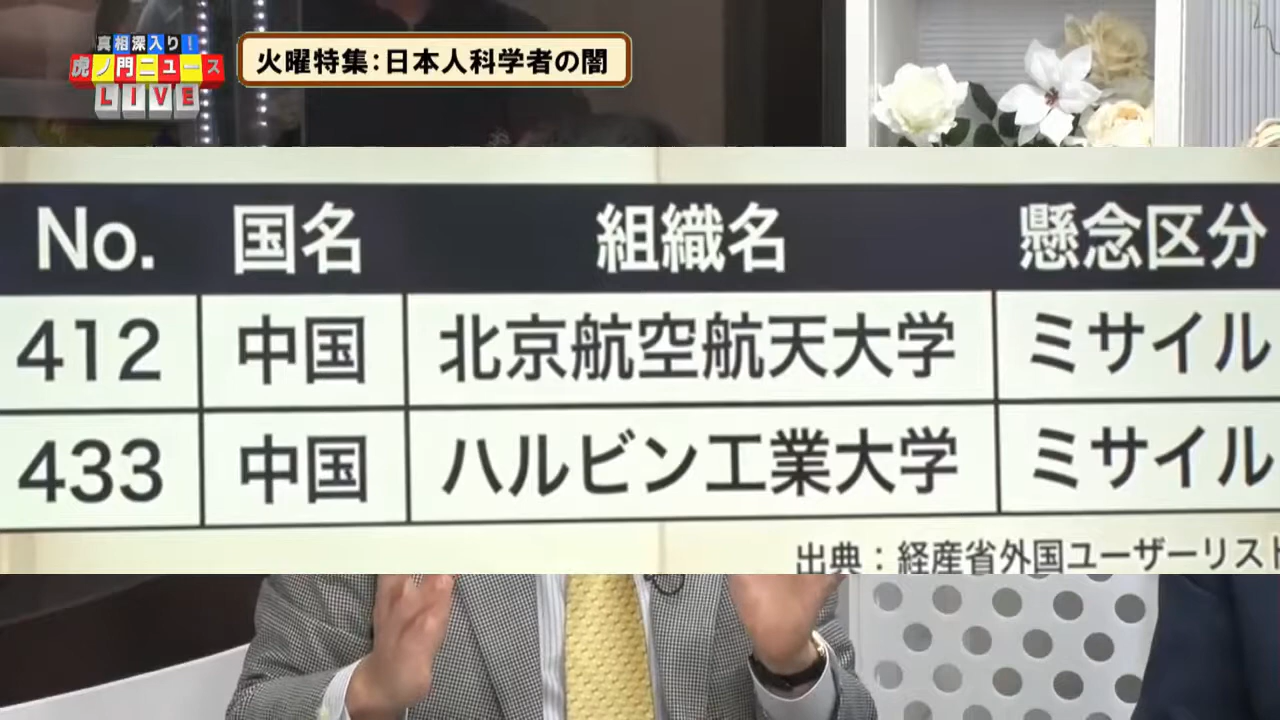 真相深入り!
虎ノ門ニュース
LIVE
火曜特集:日本人科学者の闇
No. 国名 組織名 懸念区分
412 中国 北京航空航天大学 ミサイル
433 中国 ハルビン工業大学 ミサイル
出典:経産省外国ユーザーリスト